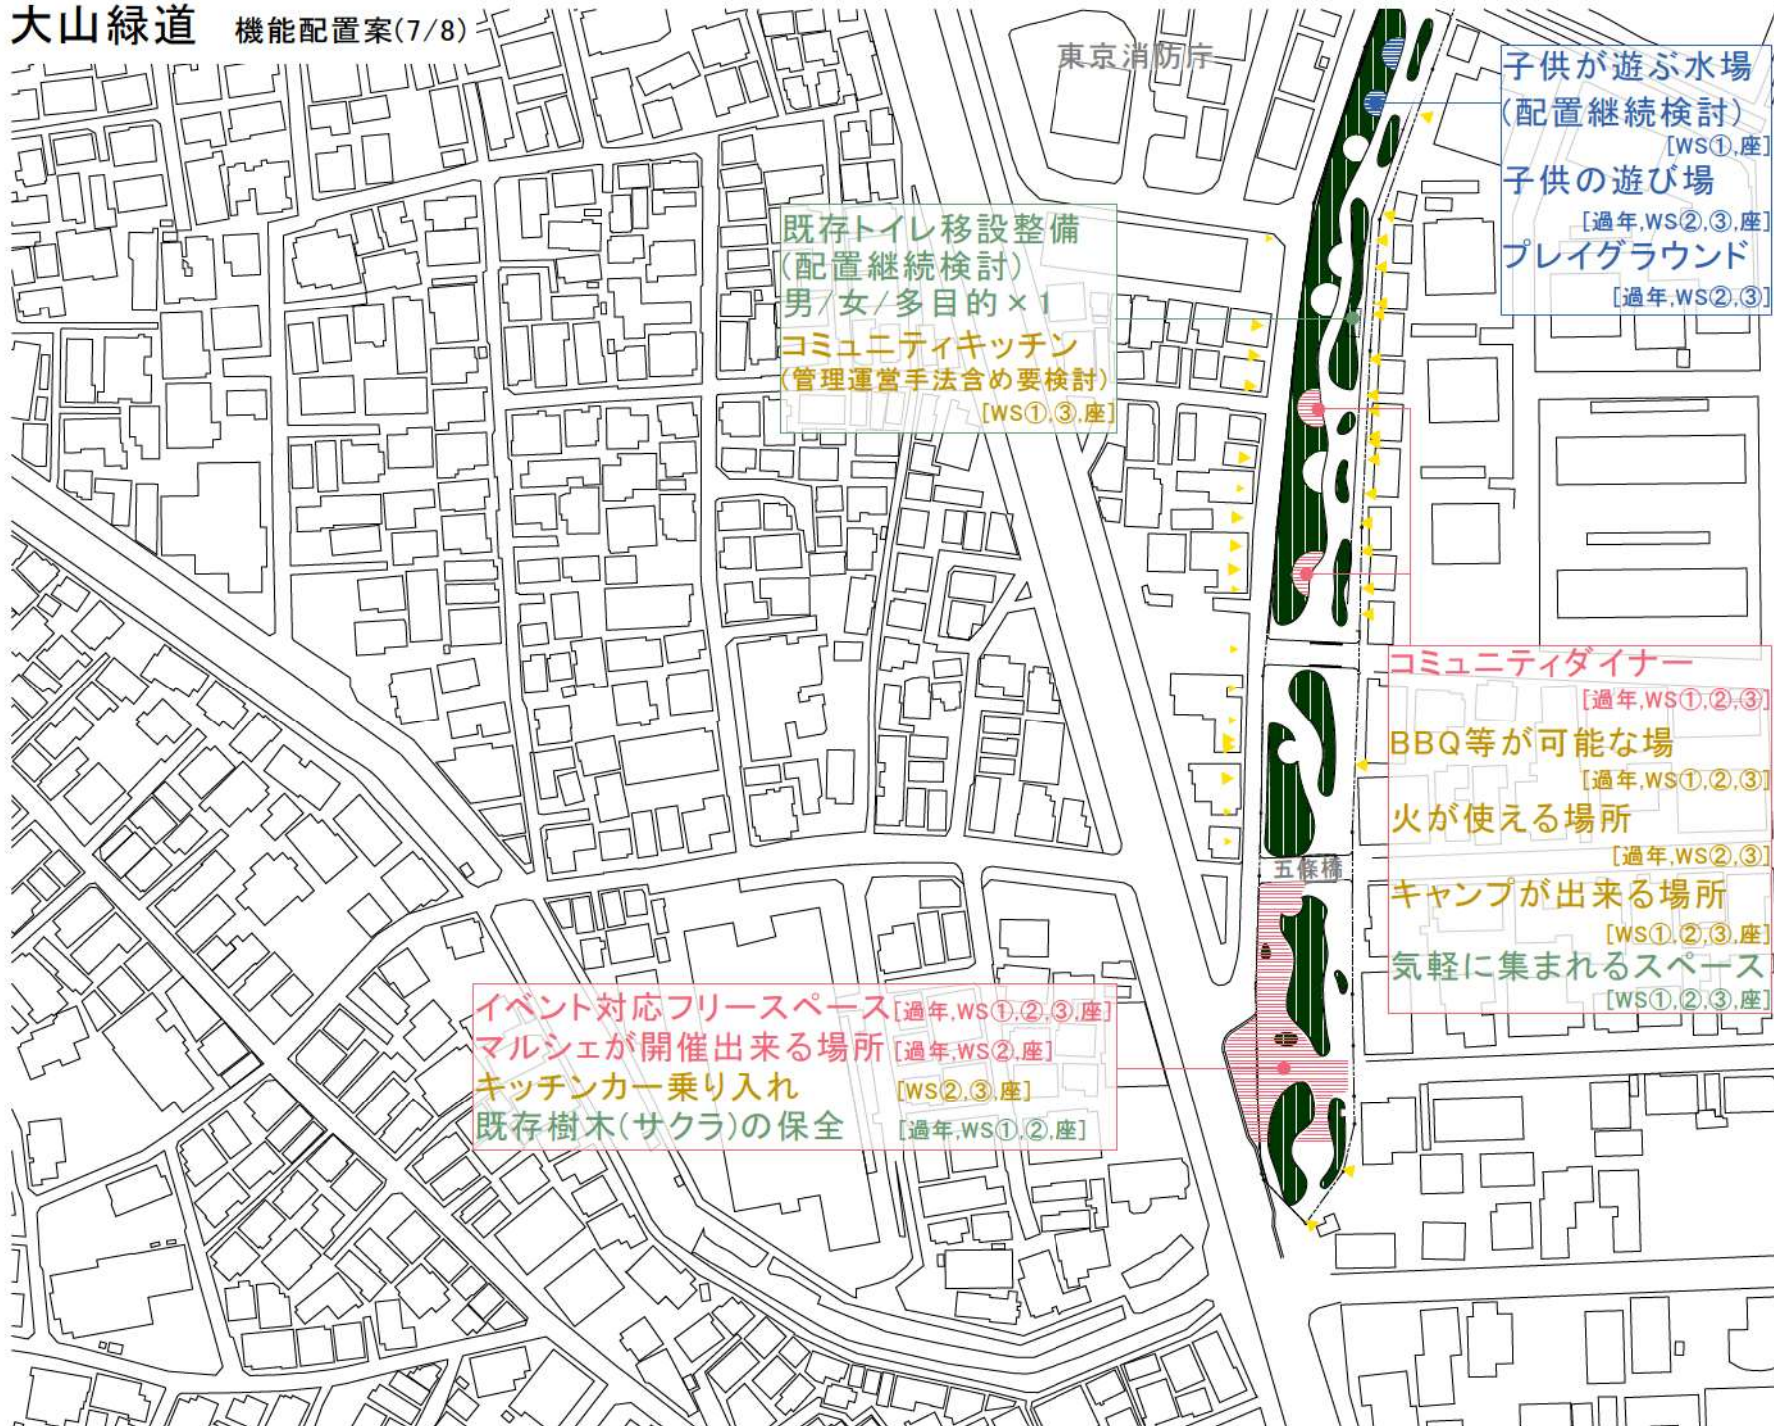 大山緑道 機能配置案(7/8)
東京消防庁
子供が遊ぶ水場
(配置継続検討)
[WS①,座]
子供の遊び場
[過年,WS②,③,座]
プレイグラウンド
[過年,WS②,③]
既存トイレ移設整備
(配置継続検討)
男/女/多目的×1
コミュニティキッチン
(管理運営手法含め要検討)
[WS①,③,座]
コミュニティダイナー
[過年,WS①,②,③]
BBQ等が可能な場
[過年,WS①,②,③]
火が使える場所
[過年,WS②,③]
キャンプが出来る場所
[WS①,②,③,座]
気軽に集まれるスペース
[WS①,②,③,座]
五條橋
イベント対応フリースペース[過年,WS①,②,③,座]
マルシェが開催出来る場所[過年,WS②,座]
キッチンカー乗り入れ [WS②,③,座]
既存樹木(サクラ)の保全 [過年,WS①,②,座]